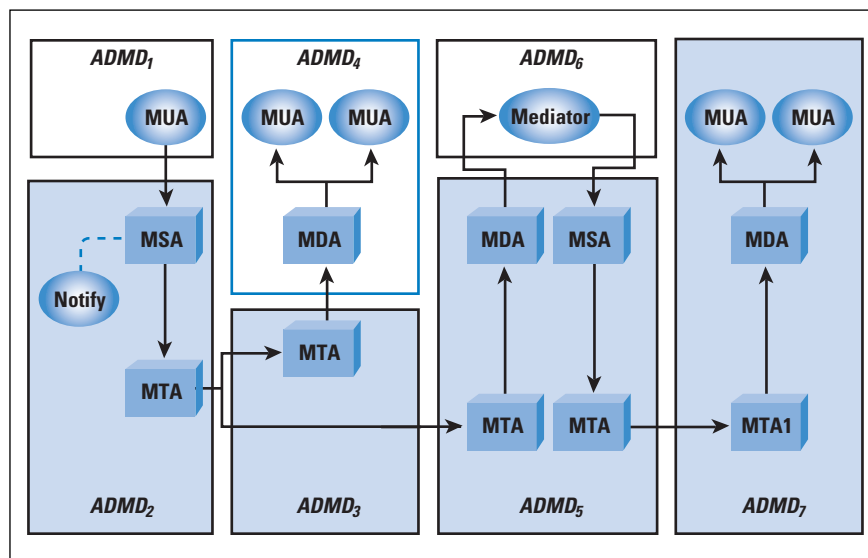 ADMD1
ADMD4
ADMD6
MUA
MUA
MUA
Mediator
MUA
MUA
MSA
MDA
MDA
MSA
MDA
Notify
MTA
MTA
MTA
MTA
MTA1
ADMD2
ADMD3
ADMD5
ADMD7